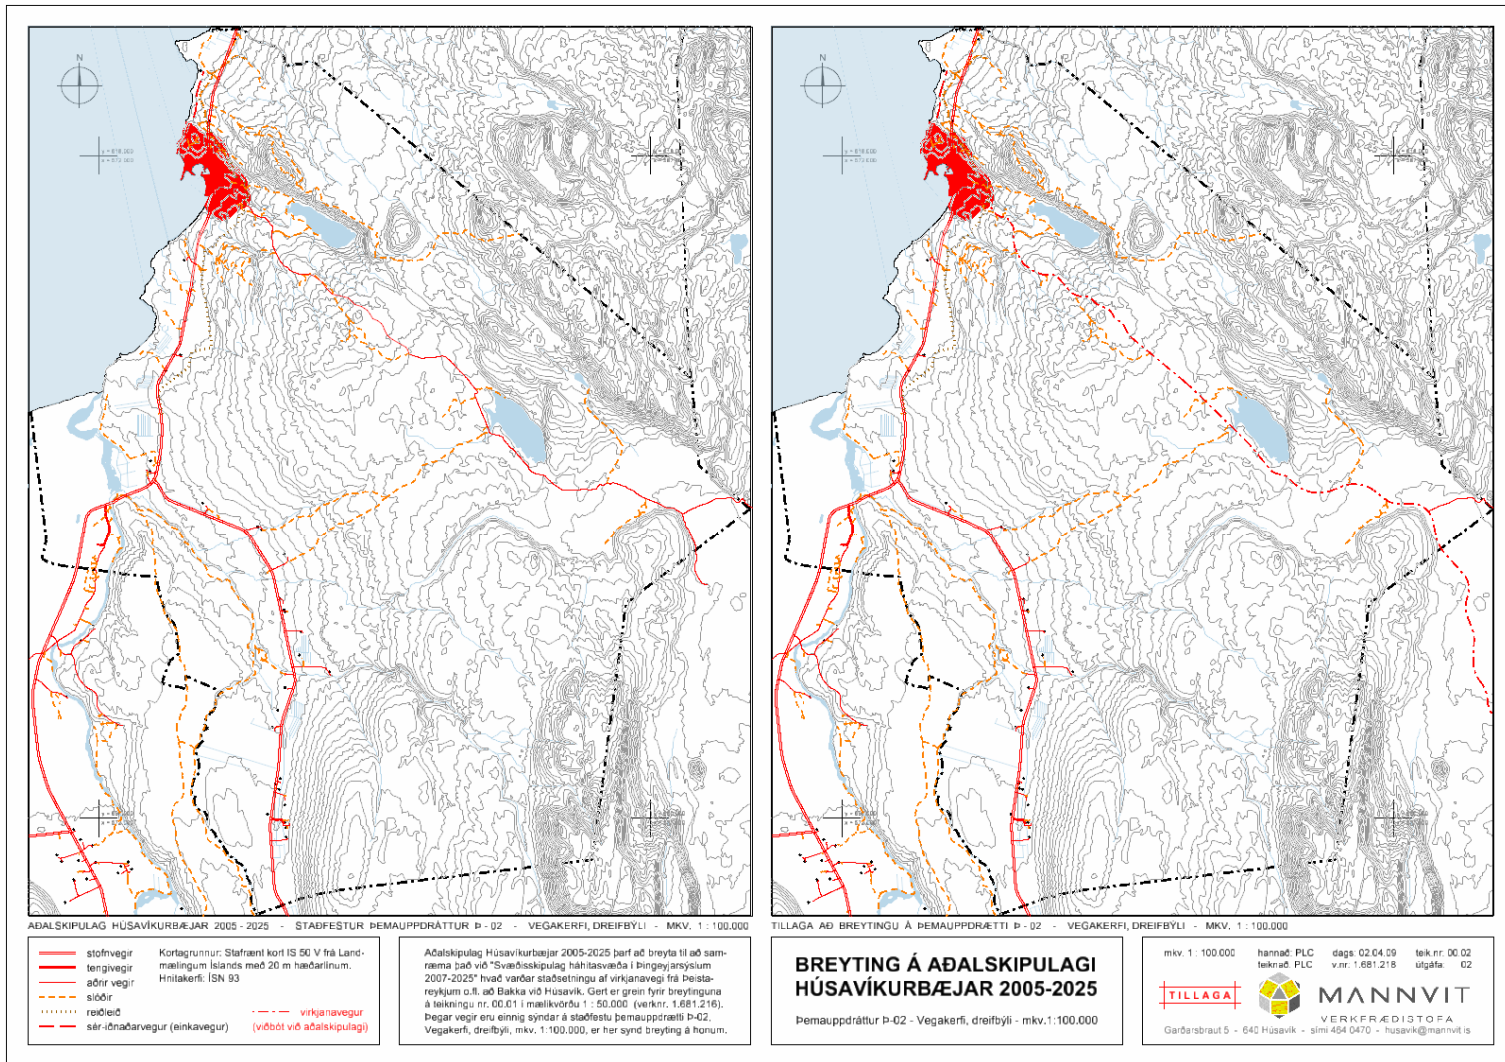 N
N
AÐALSKIPULAG HÚSAVÍKURBÆJAR 2005 - 2025 - STAÐFESTUR ÞEMAUPPDRÁTTUR Þ - 02 - VEGAKERFI, DREIFBÝLI - MKV. 1 : 100.000
TILLAGA AÐ BREYTINGU Á ÞEMAUPPDRÆTTI Þ - 02 - VEGAKERFI, DREIFBÝLI - MKV. 1 : 100.000
stofnvegir
tengivegir
aðrir vegir
slóðir
reiðleið
sér-iðnaðarvegur (einkavegur)
Kortagrunnur: Stafrænt kort IS 50 V frá Land-
mælingum Íslands með 20 m hæðarlínum.
Hnitakerfi: ÍSN 93
virkjanavegur
(viðbót við aðalskipulagi)
Aðalskipulag Húsavíkurbæjar 2005-2025 þarf að breyta til að sam-
ræma það við "Svæðisskipulag háhitasvæða í Þingeyjarsýslum
2007-2025" hvað varðar staðsetningu af virkjanavegi frá Þeista-
reykjum o.fl. að Bakka við Húsavík. Gert er grein fyrir breytinguna
á teikningu nr. 00.01 í mælikvörðu 1 : 50.000 (verknr. 1.681.216).
Þegar vegir eru einnig sýndar á staðfestu þemauppdrætti Þ-02,
Vegakerfi, dreifbýli, mkv. 1:100.000, er her synd breyting á honum.
BREYTING Á AÐALSKIPULAGI
HÚSAVÍKURBÆJAR 2005-2025
Þemauppdráttur Þ-02 - Vegakerfi, dreifbýli - mkv.1:100.000
mkv. 1 : 100.000 hannað: PLC dags: 02.04.09 teik.nr. 00.02
teiknað: PLC v.nr. 1.681.218 útgáfa: 02
TILLAGA
MANNVIT
VERKFRÆÐISTOFA
Garðarsbraut 5 - 640 Húsavík - sími 464 0470 - husavik@mannvit.is